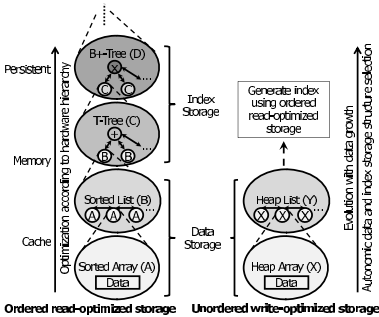 B+-Tree (D)
x
C C ...
Persistent
T-Tree (C)
+
B B ...
Index
Storage
Memory
Sorted List (B)
A A A ...
Data
Storage
Cache
Sorted Array (A)
Data
Optimization according to hardware hierarchy
Ordered read-optimized storage
Generate index
using ordered
read-optimized
storage
Heap List (Y)
X X X ...
Heap Array (X)
Data
Unordered write-optimized storage
Evolution with data growth
Autonomic data and index storage structure selection